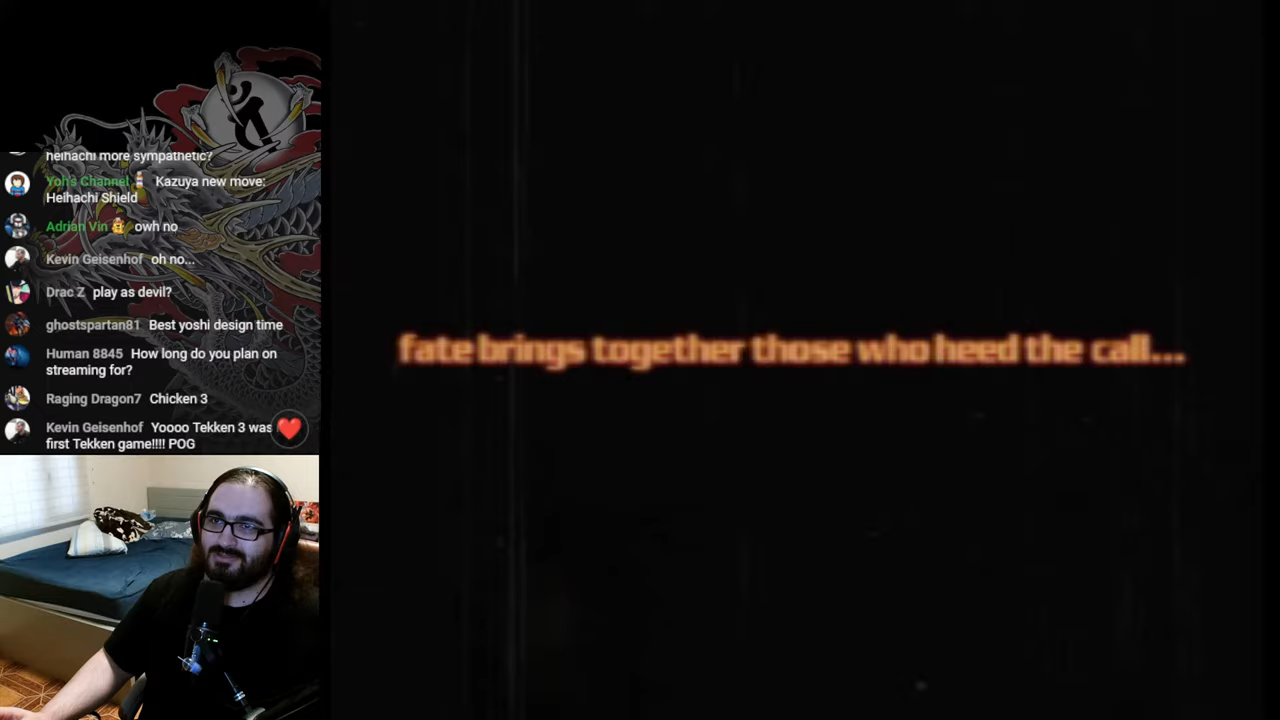 heihachi more sympathetic?
Yoh's Channel Kazuya new move:
Heihachi Shield
Adrian Vin owh no
Kevin Geisenhof oh no...
Drac Z play as devil?
ghostspartan81 Best yoshi design time
Human 8845 How long do you plan on
streaming for?
Raging Dragon7 Chicken 3
Kevin Geisenhof Yoooo Tekken 3 was
first Tekken game!!!! POG
fate brings together those who heed the call...